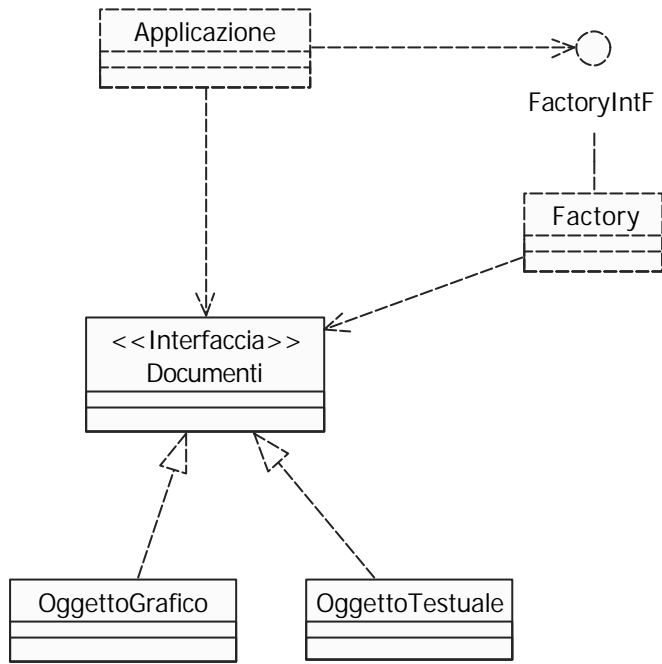 Applicazione
FactoryIntF
Factory
<<Interfaccia>>
Documenti
OggettoGrafico
OggettoTestuale